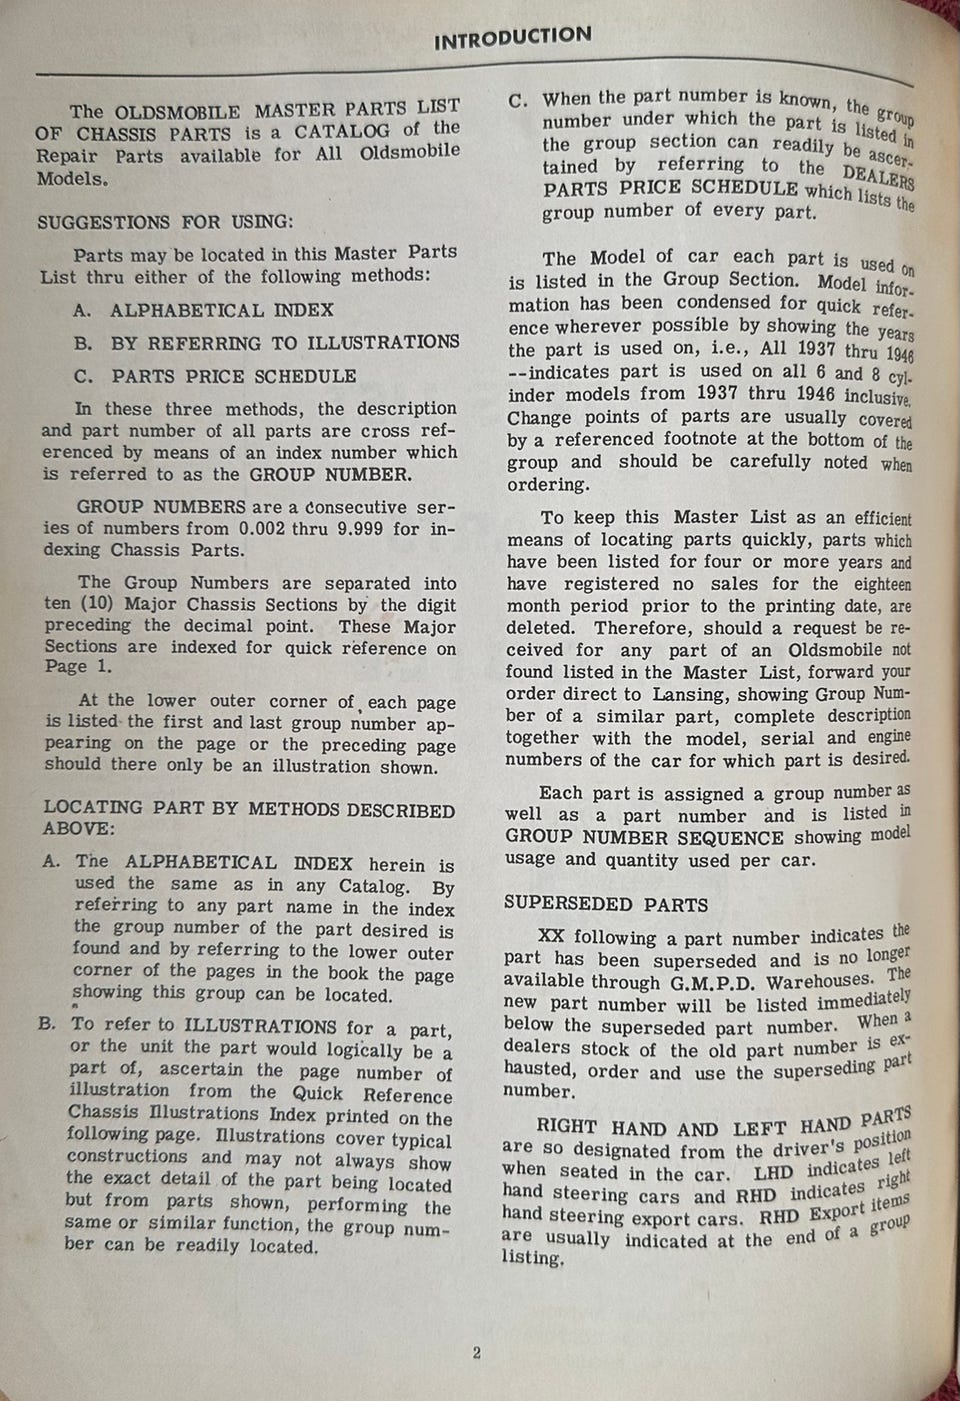 INTRODUCTION
The OLDSMOBILE MASTER PARTS LIST
OF CHASSIS PARTS is a CATALOG of the
Repair Parts available for All Oldsmobile
Models.
SUGGESTIONS FOR USING:
Parts may be located in this Master Parts
List thru either of the following methods:
A. ALPHABETICAL INDEX
B. BY REFERRING TO ILLUSTRATIONS
C. PARTS PRICE SCHEDULE
In these three methods, the description
and part number of all parts are cross ref-
erenced by means of an index number which
is referred to as the GROUP NUMBER.
GROUP NUMBERS are a consecutive ser-
ies of numbers from 0.002 thru 9.999 for in-
dexing Chassis Parts.
The Group Numbers are separated into
ten (10) Major Chassis Sections by the digit
preceding the decimal point. These Major
Sections are indexed for quick reference on
Page 1.
At the lower outer corner of each page
is listed the first and last group number ap-
pearing on the page or the preceding page
should there only be an illustration shown.
LOCATING PART BY METHODS DESCRIBED
ABOVE:
A. The ALPHABETICAL INDEX herein is
used the same as in any Catalog. By
referring to any part name in the index
the group number of the part desired is
found and by referring to the lower outer
corner of the pages in the book the page
showing this group can be located.
B. To refer to ILLUSTRATIONS for a part,
or the unit the part would logically be a
part of, ascertain the page number of
illustration from the Quick Reference
Chassis Illustrations Index printed on the
following page. Illustrations cover typical
constructions and may not always show
the exact detail of the part being located
but from parts shown, performing the
same or similar function, the group num-
ber can be readily located.
C. When the part number is known, the group
number under which the part is listed in
the group section can readily be ascer-
tained by referring to the DEALERS
PARTS PRICE SCHEDULE which lists the
group number of every part.
The Model of car each part is used on
is listed in the Group Section. Model infor-
mation has been condensed for quick refer-
ence wherever possible by showing the years
the part is used on, i.e., All 1937 thru 1946
--indicates part is used on all 6 and 8 cyl-
inder models from 1937 thru 1946 inclusive.
Change points of parts are usually covered
by a referenced footnote at the bottom of the
group and should be carefully noted when
ordering.
To keep this Master List as an efficient
means of locating parts quickly, parts which
have been listed for four or more years and
have registered no sales for the eighteen
month period prior to the printing date, are
deleted. Therefore, should a request be re-
ceived for any part of an Oldsmobile not
found listed in the Master List, forward your
order direct to Lansing, showing Group Num-
ber of a similar part, complete description
together with the model, serial and engine
numbers of the car for which part is desired.
Each part is assigned a group number as
well as a part number and is listed in
GROUP NUMBER SEQUENCE showing model
usage and quantity used per car.
SUPERSEDED PARTS
XX following a part number indicates the
part has been superseded and is no longer
available through G.M.P.D. Warehouses. The
new part number will be listed immediately
below the superseded part number. When a
dealers stock of the old part number is ex-
hausted, order and use the superseding part
number.
RIGHT HAND AND LEFT HAND PARTS
are so designated from the driver's position
when seated in the car. LHD indicates left
hand steering cars and RHD indicates right
hand steering export cars. RHD Export items
are usually indicated at the end of a group
listing.
2